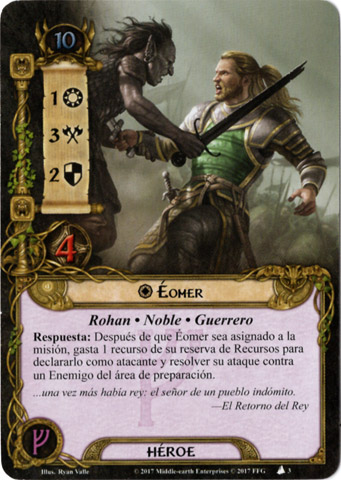 10
1
3
2
4
Éomer
Rohan • Noble • Guerrero
Respuesta: Después de que Éomer sea asignado a la
misión, gasta 1 recurso de su reserva de Recursos para
declararlo como atacante y resolver su ataque contra
un Enemigo del área de preparación.
...una vez más había rey: el señor de un pueblo indómito.
—El Retorno del Rey
HÉROE
Illus. Ryan Valle © 2017 Middle-earth Enterprises © 2017 FFG 3